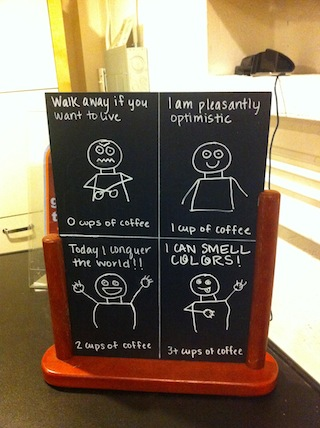 Walk away if you
want to live
0 cups of coffee
I am pleasantly
optimistic
1 cup of coffee
Today I conquer
the world!!
2 cups of coffee
I CAN SMELL
COLORS!
3+ cups of coffee